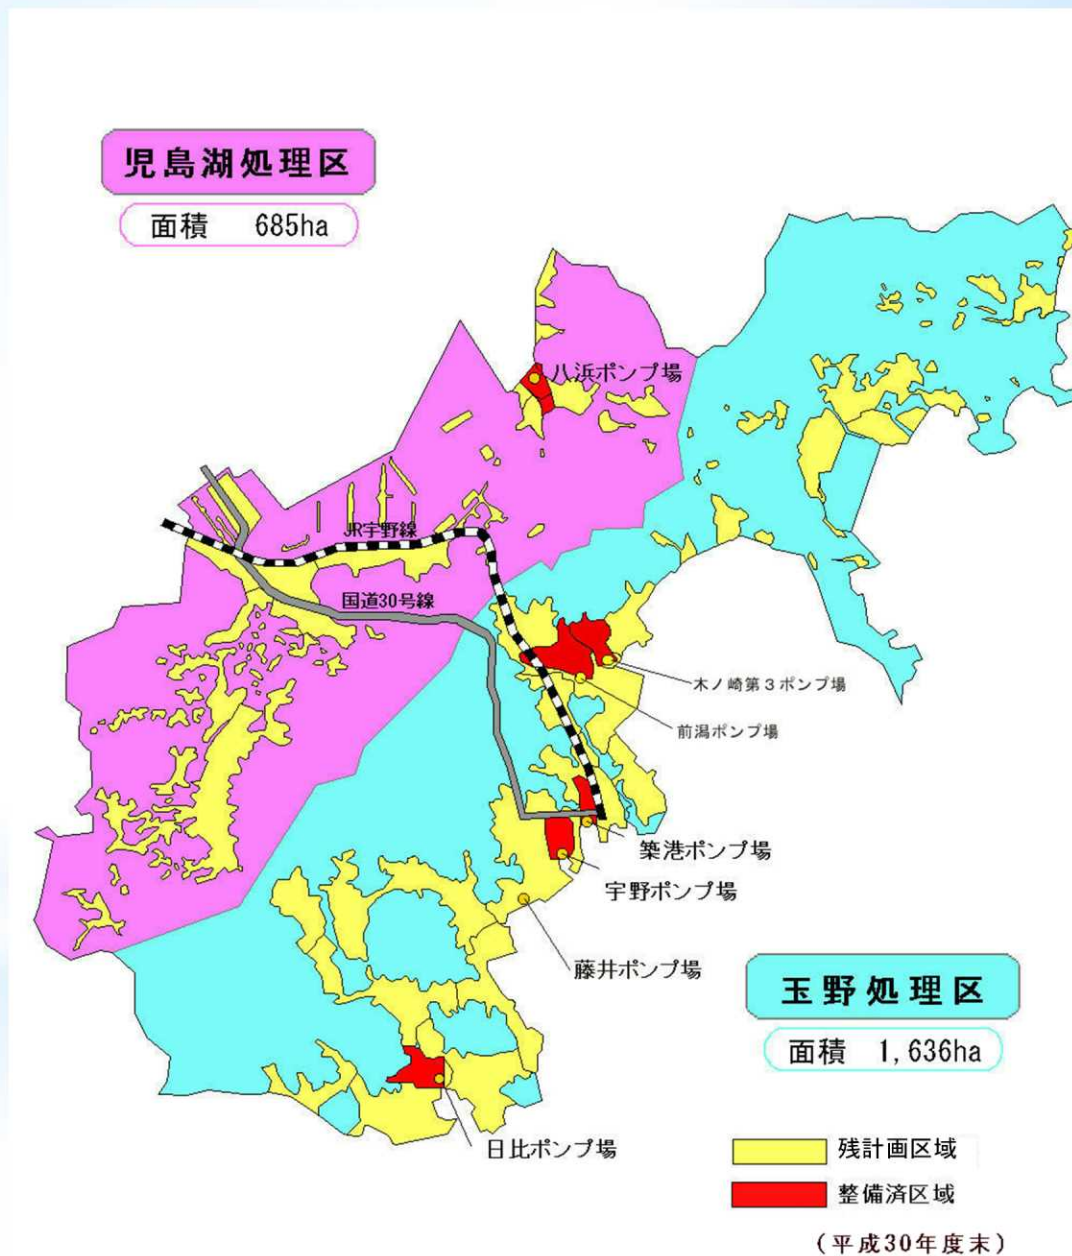 児島湖処理区
面積 685ha
八浜ポンプ場
JR宇野線
国道30号線
木ノ崎第３ポンプ場
前潟ポンプ場
築港ポンプ場
宇野ポンプ場
藤井ポンプ場
玉野処理区
面積 1,636ha
日比ポンプ場
残計画区域
整備済区域
(平成30年度末)